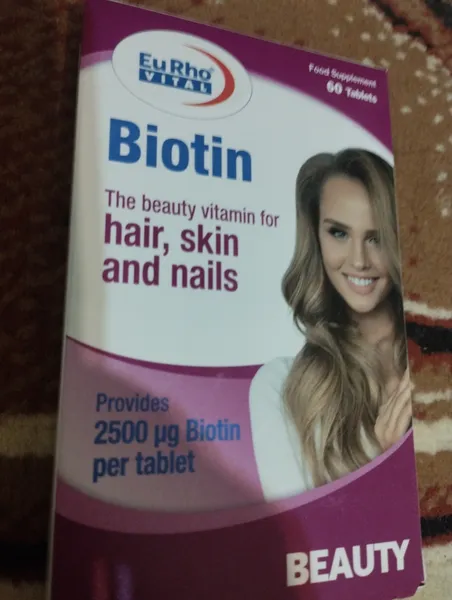 EuRho®
VITAL
Food Supplement
60 Tablets
Biotin
The beauty vitamin for
hair, skin
and nails
Provides
2500 µg Biotin
per tablet
BEAUTY